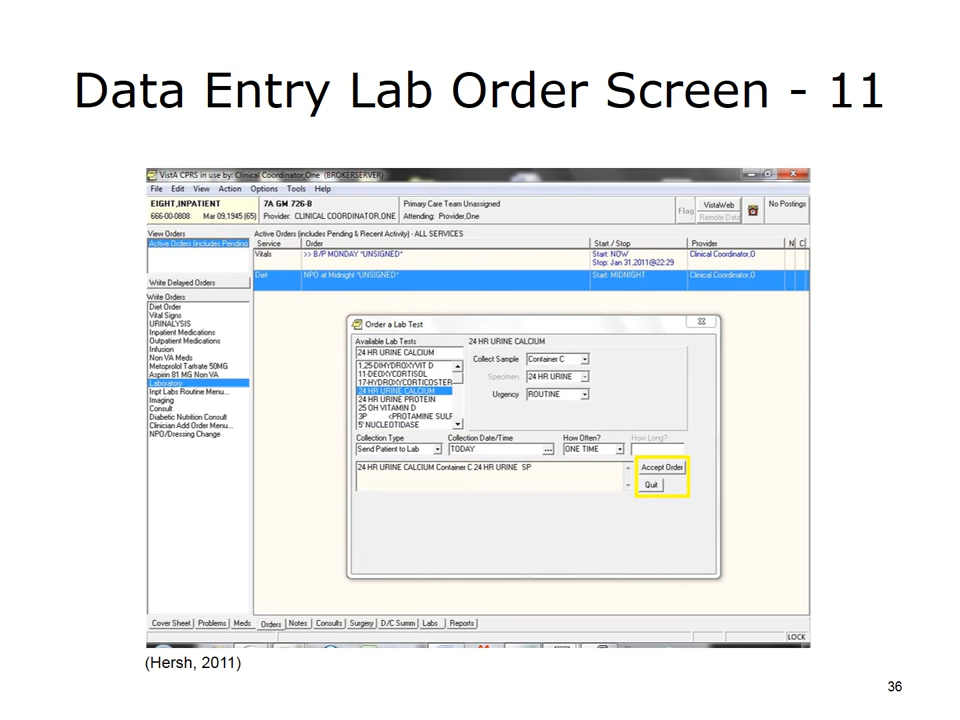 Data Entry Lab Order Screen - 11
VistA CPRS in use by: Clinical Coordinator,One (BROKERSERVER)
File Edit View Action Options Tools Help
EIGHT,INPATIENT 7A GM 726-B Primary Care Team Unassigned Flag VistaWeb No Postings
666-00-0808 Mar 09,1945 (65) Provider: CLINICAL COORDINATOR,ONE Attending: Provider,One Remote Data
View Orders Active Orders (includes Pending & Recent Activity) - ALL SERVICES
Active Orders (includes Pending Service Order Start / Stop Provider N C
Vitals >> B/P MONDAY *UNSIGNED* Start: NOW Clinical Coordinator,O
Stop: Jan 31,2011@22:29
Diet NPO at Midnight *UNSIGNED* Start: MIDNIGHT Clinical Coordinator,O
Write Delayed Orders
Write Orders
Diet Order
Vital Signs
URINALYSIS
Inpatient Medications
Outpatient Medications
Infusion
Non VA Meds
Metoprolol Tartrate 50MG
Aspirin 81 MG Non VA
Laboratory
Inpt Labs Routine Menu...
Imaging
Consult
Diabetic Nutrition Consult
Clinician Add Order Menu...
NPO/Dressing Change
Order a Lab Test
Available Lab Tests 24 HR URINE CALCIUM
24 HR URINE CALCIUM
1,25-DIHYDROXYVIT D
11-DEOXYCORTISOL
17-HYDROXYCORTICOSTER
24 HR URINE CALCIUM
24 HR URINE PROTEIN
25 OH VITAMIN D
3P <PROTAMINE SULF
5' NUCLEOTIDASE
Collect Sample Container C
Specimen 24 HR URINE
Urgency ROUTINE
Collection Type Collection Date/Time How Often? How Long?
Send Patient to Lab TODAY ... ONE TIME
24 HR URINE CALCIUM Container C 24 HR URINE SP Accept Order
Quit
Cover Sheet Problems Meds Orders Notes Consults Surgery D/C Summ Labs Reports
LOCK
(Hersh, 2011)
36